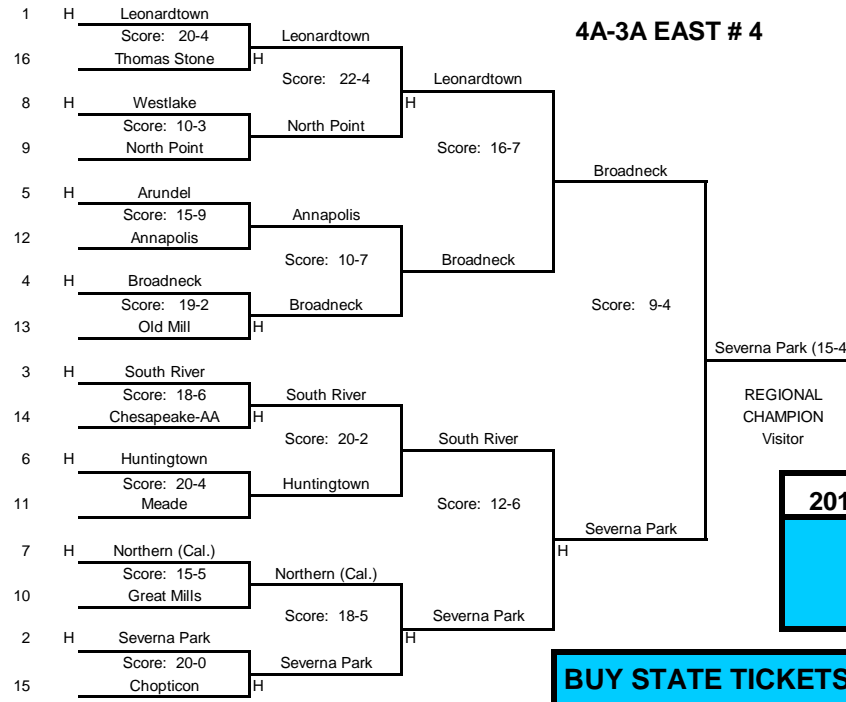 1 H Leonardtown
Score: 20-4 Leonardtown
16 Thomas Stone H
4A-3A EAST # 4
Score: 22-4 Leonardtown
8 H Westlake H
Score: 10-3 North Point
9 North Point Score: 16-7
Broadneck
5 H Arundel
Score: 15-9 Annapolis
12 Annapolis
Score: 10-7 Broadneck
4 H Broadneck
Score: 19-2 Broadneck Score: 9-4
13 Old Mill H
Severna Park (15-4
3 H South River
Score: 18-6 South River REGIONAL
14 Chesapeake-AA H CHAMPION
Score: 20-2 South River Visitor
6 H Huntingtown
Score: 20-4 Huntingtown
11 Meade Score: 12-6 201
Severna Park
7 H Northern (Cal.) H
Score: 15-5 Northern (Cal.)
10 Great Mills
Score: 18-5 Severna Park
2 H Severna Park H
Score: 20-0 Severna Park
15 Chopticon H
BUY STATE TICKETS